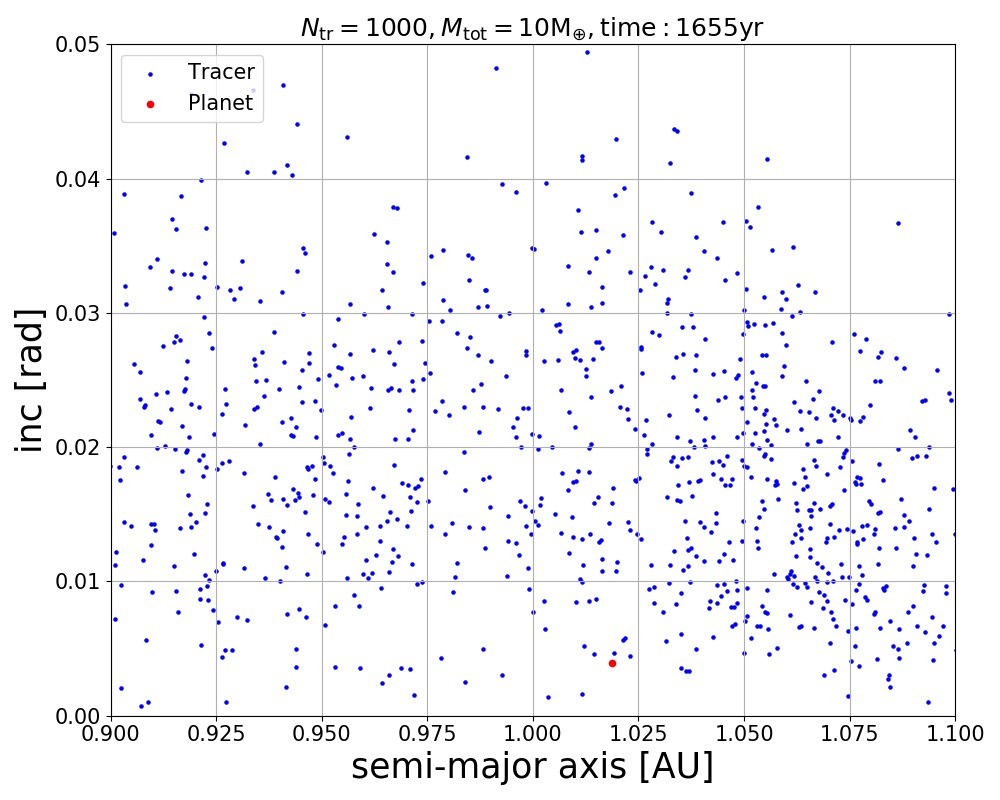 N_tr = 1000, M_tot = 10M_⊕, time : 1655yr
Tracer
Planet
0.05
0.04
0.03
0.02
0.01
0.00
inc [rad]
0.900 0.925 0.950 0.975 1.000 1.025 1.050 1.075 1.100
semi-major axis [AU]